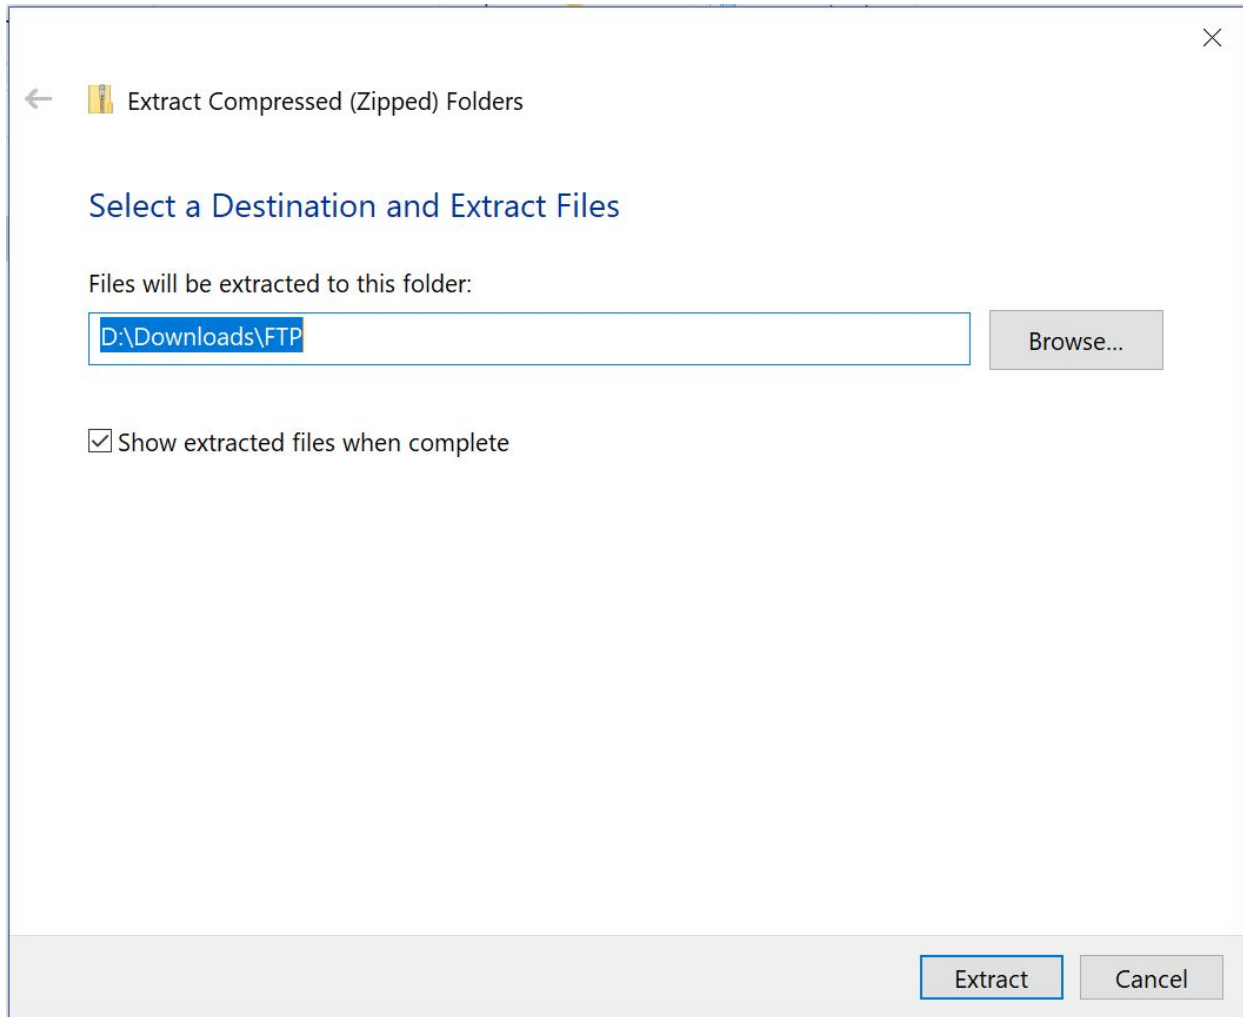 Extract Compressed (Zipped) Folders
Select a Destination and Extract Files
Files will be extracted to this folder:
D:\Downloads\FTP
Browse...
Show extracted files when complete
Extract
Cancel